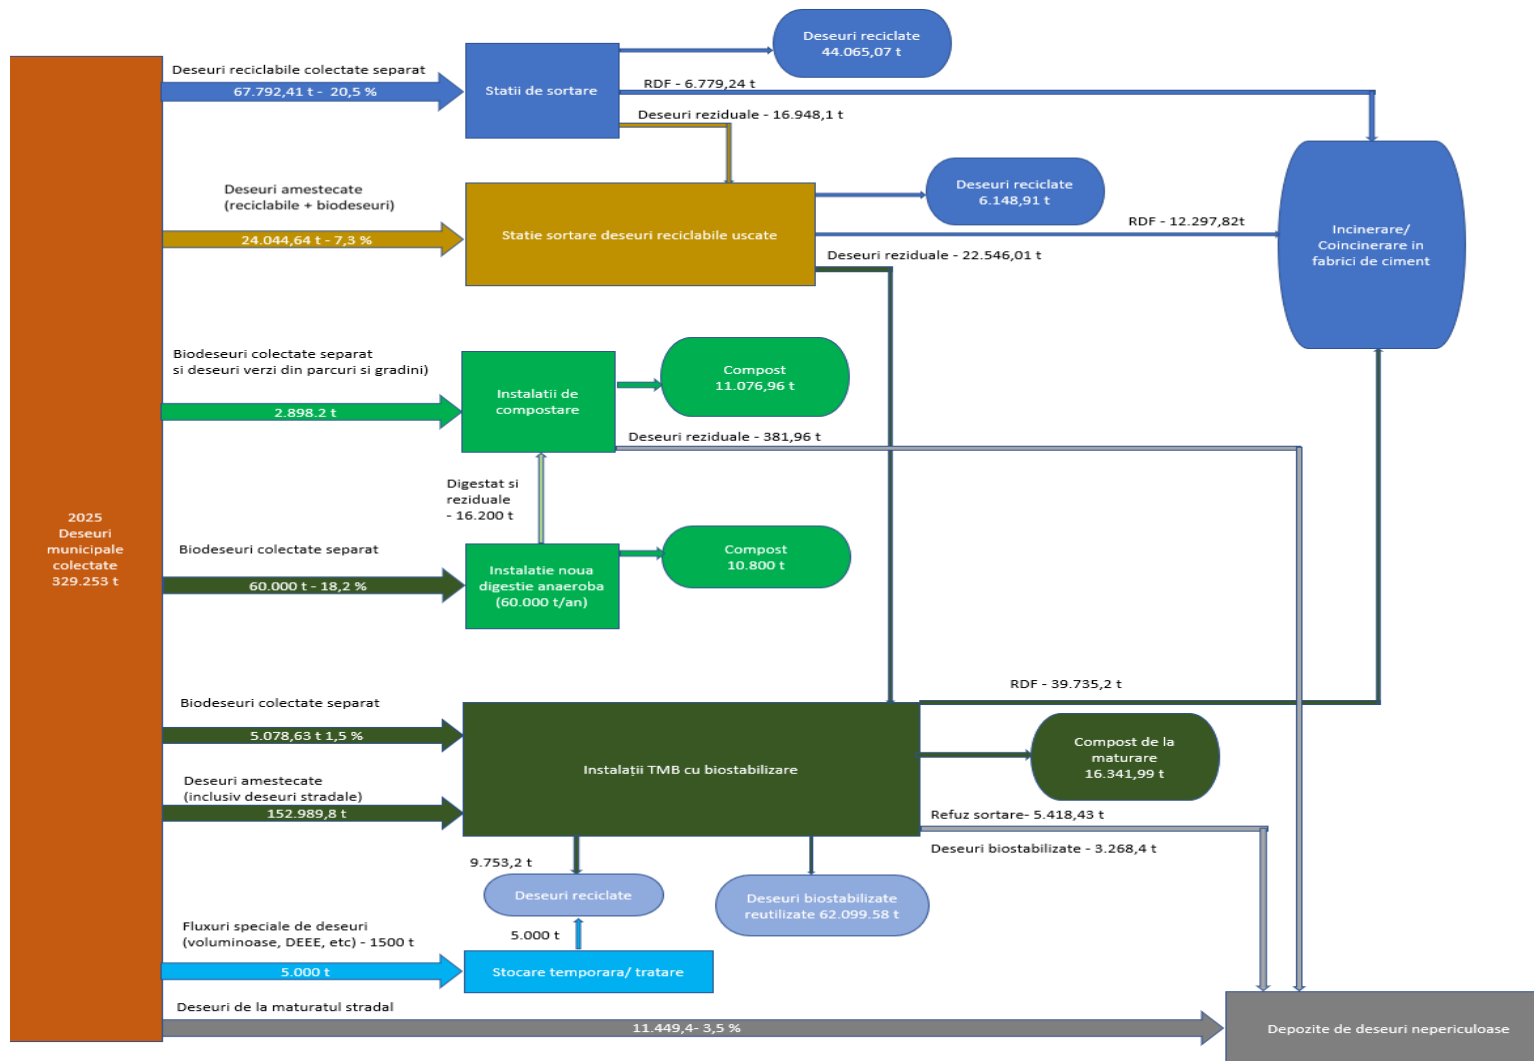 Deseuri reciclate
44.065,07 t
Deseuri reciclabile colectate separat
67.792,41 t - 20,5 %
Statii de sortare
RDF - 6.779,24 t
Deseuri reziduale - 16.948,1 t
Deseuri amestecate
(reciclabile + biodeseuri)
24.044,64 t - 7,3 %
Statie sortare deseuri reciclabile uscate
Deseuri reciclate
6.148,91 t
RDF - 12.297,82t
Deseuri reziduale - 22.546,01 t
Incinerare/
Coincinerare in
fabrici de ciment
Biodeseuri colectate separat
si deseuri verzi din parcuri si gradini)
2.898.2 t
Instalatii de
compostare
Compost
11.076,96 t
Deseuri reziduale - 381,96 t
Digestat si
reziduale
- 16.200 t
2025
Deseuri
municipale
colectate
329.253 t
Biodeseuri colectate separat
60.000 t - 18,2 %
Instalatie noua
digestie anaeroba
(60.000 t/an)
Compost
10.800 t
RDF - 39.735,2 t
Biodeseuri colectate separat
5.078,63 t 1,5 %
Deseuri amestecate
(inclusiv deseuri stradale)
152.989,8 t
Instalații TMB cu biostabilizare
Compost de la
maturare
16.341,99 t
Refuz sortare- 5.418,43 t
Deseuri biostabilizate - 3.268,4 t
9.753,2 t
Deseuri reciclate
Deseuri biostabilizate
reutilizate 62.099.58 t
Fluxuri speciale de deseuri
(voluminoase, DEEE, etc) - 1500 t
5.000 t
5.000 t
Stocare temporara/ tratare
Deseuri de la maturatul stradal
11.449,4- 3,5 %
Depozite de deseuri nepericuloase